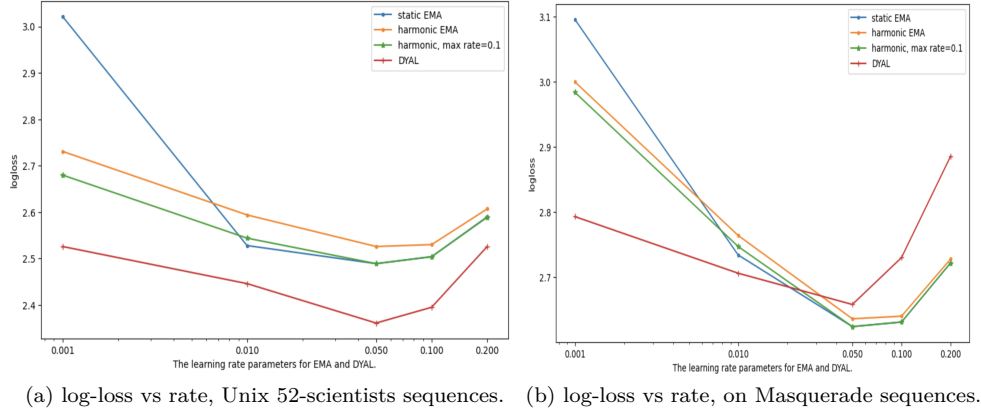 static EMA
harmonic EMA
harmonic, max rate=0.1
DYAL
3.0
2.9
2.8
2.7
2.6
2.5
2.4
logloss
0.001
0.010
0.050
0.100
0.200
The learning rate parameters for EMA and DYAL.
(a) log-loss vs rate, Unix 52-scientists sequences.
static EMA
harmonic EMA
harmonic, max rate=0.1
DYAL
3.1
3.0
2.9
2.8
2.7
logloss
0.001
0.010
0.050
0.100
0.200
The learning rate parameters for EMA and DYAL.
(b) log-loss vs rate, on Masquerade sequences.